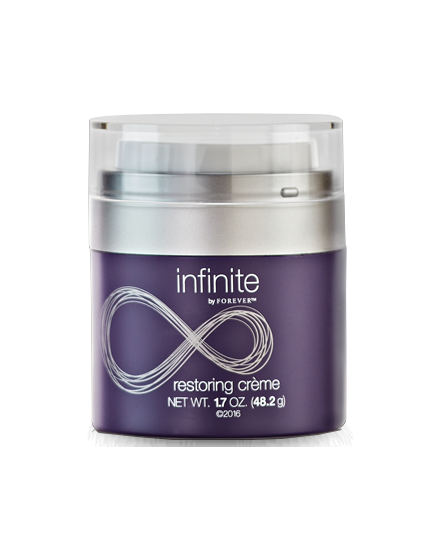 infinite
by FOREVER™
restoring crème
NET WT. 1.7 OZ. (48.2 g)
©2016